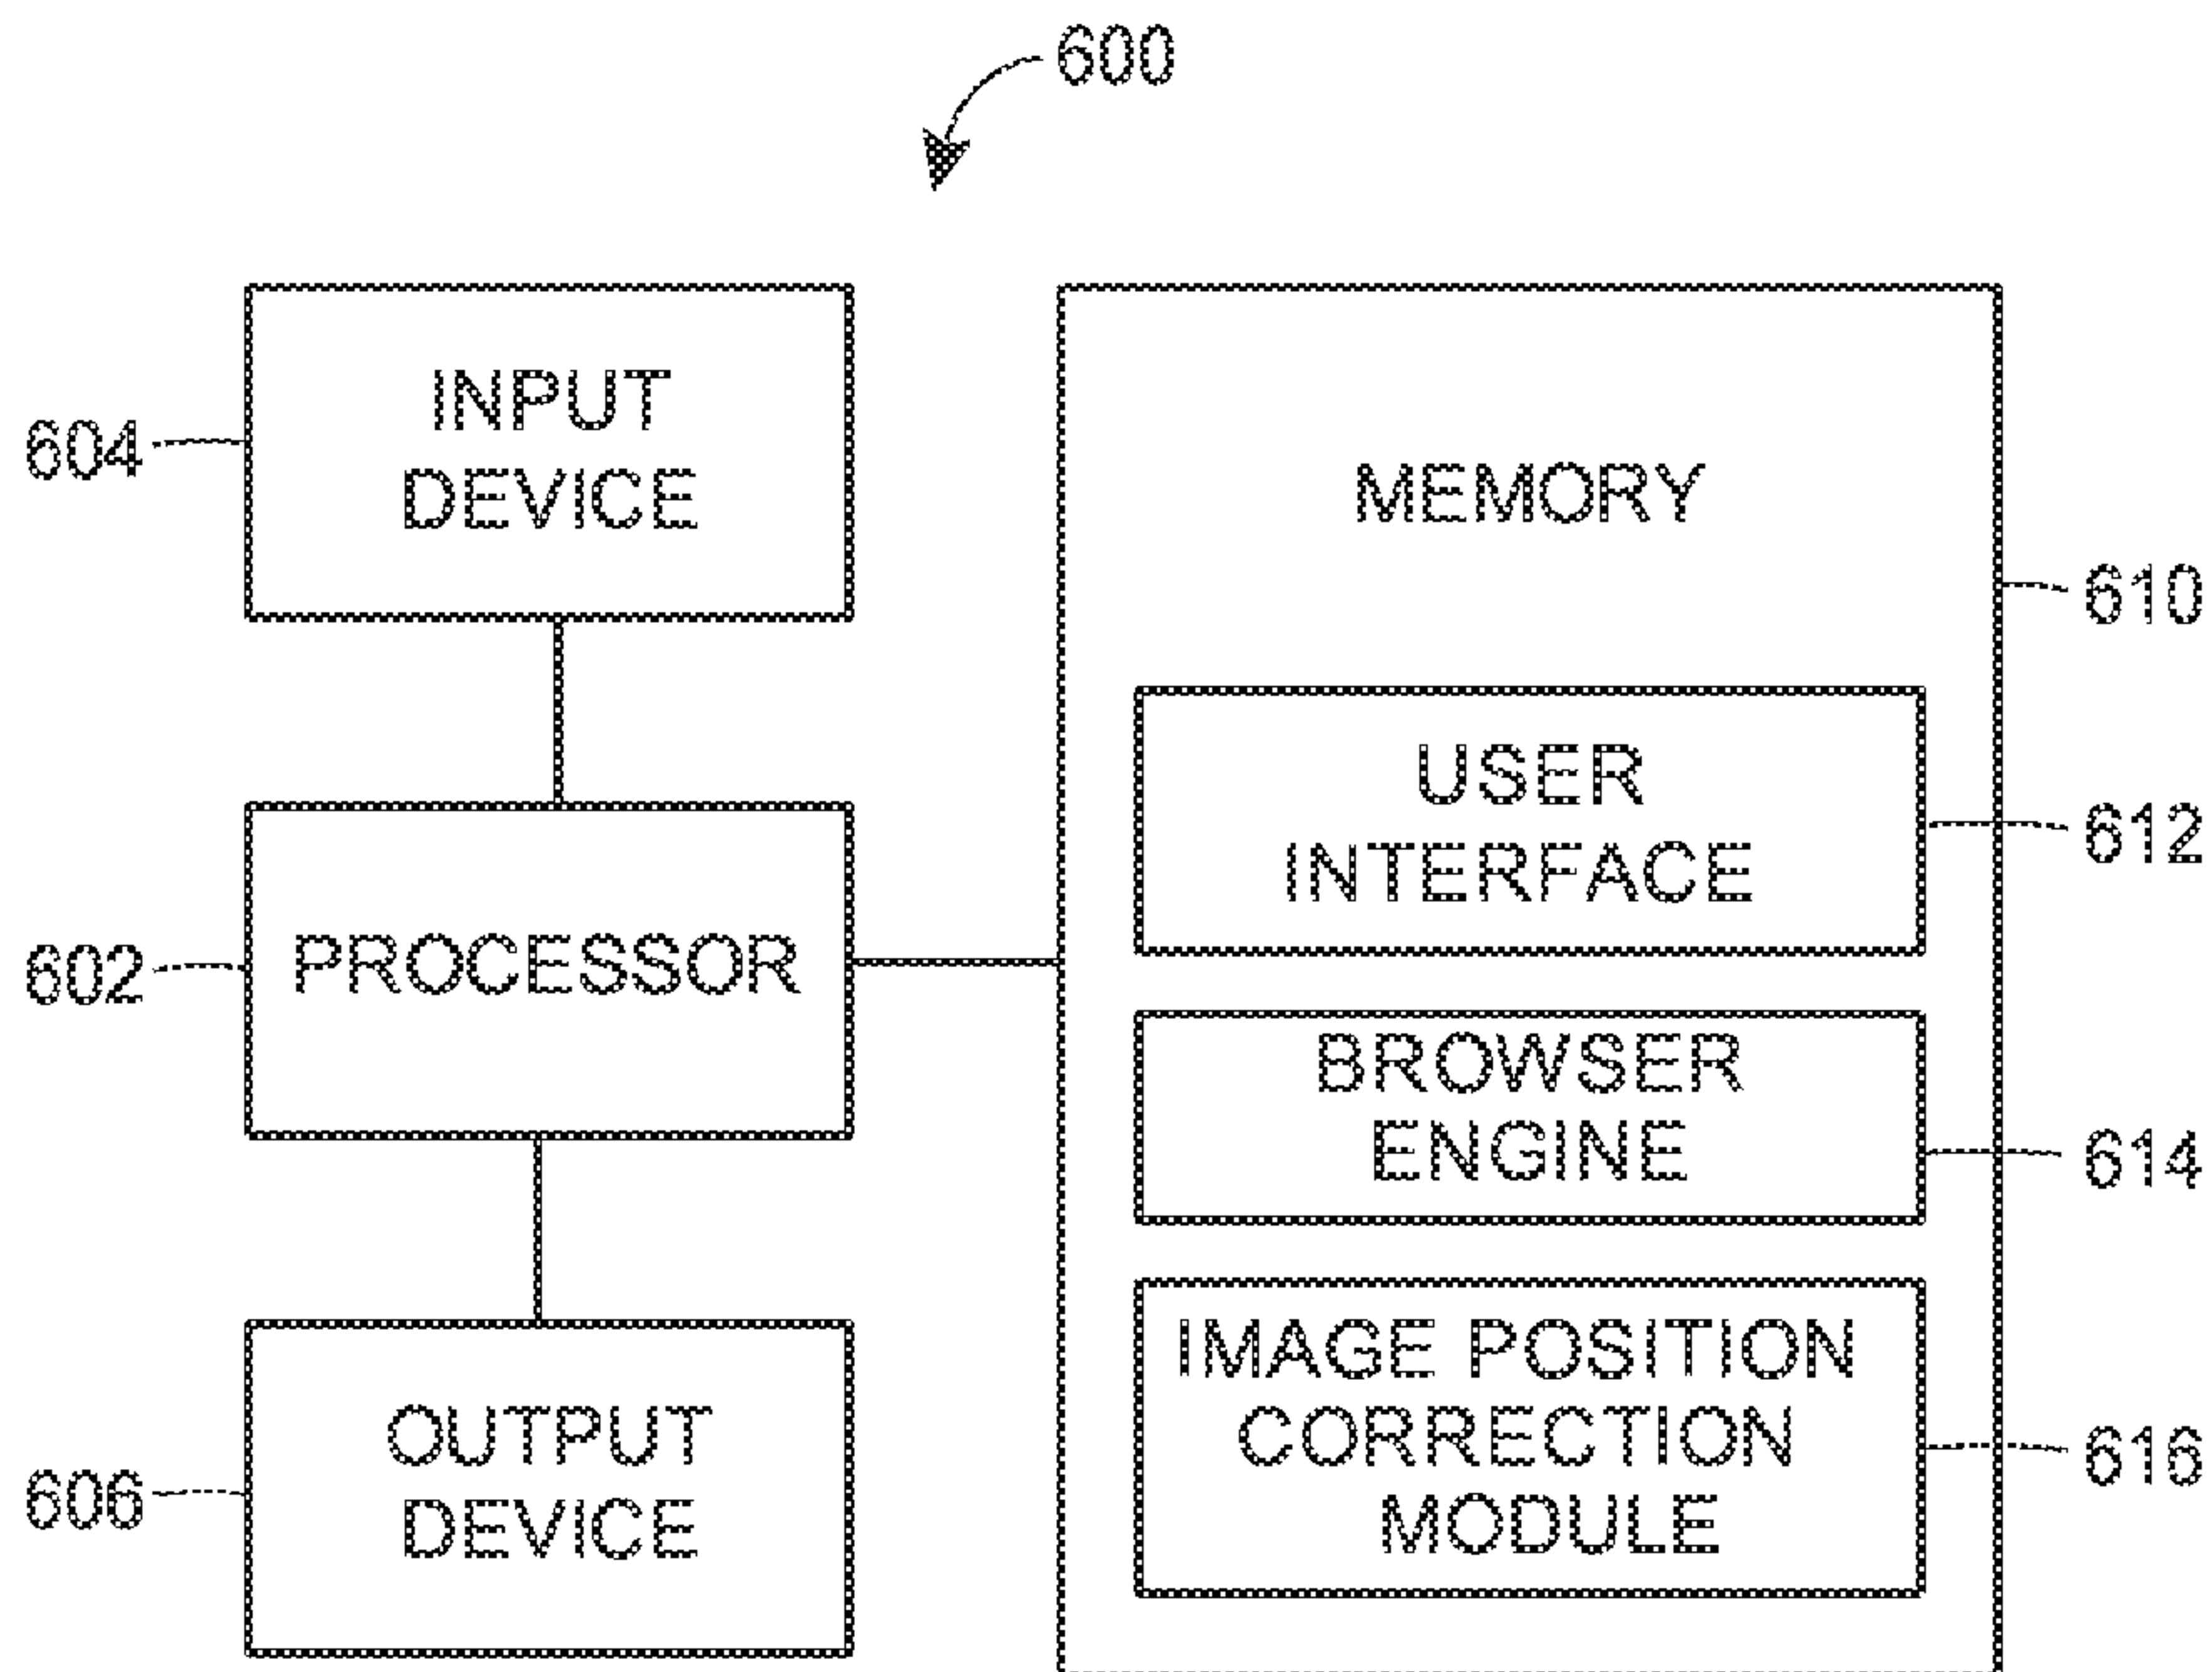 600
INPUT
DEVICE
604
MEMORY
610
USER
INTERFACE
612
PROCESSOR
602
BROWSER
ENGINE
614
IMAGE POSITION
CORRECTION
MODULE
616
OUTPUT
DEVICE
606